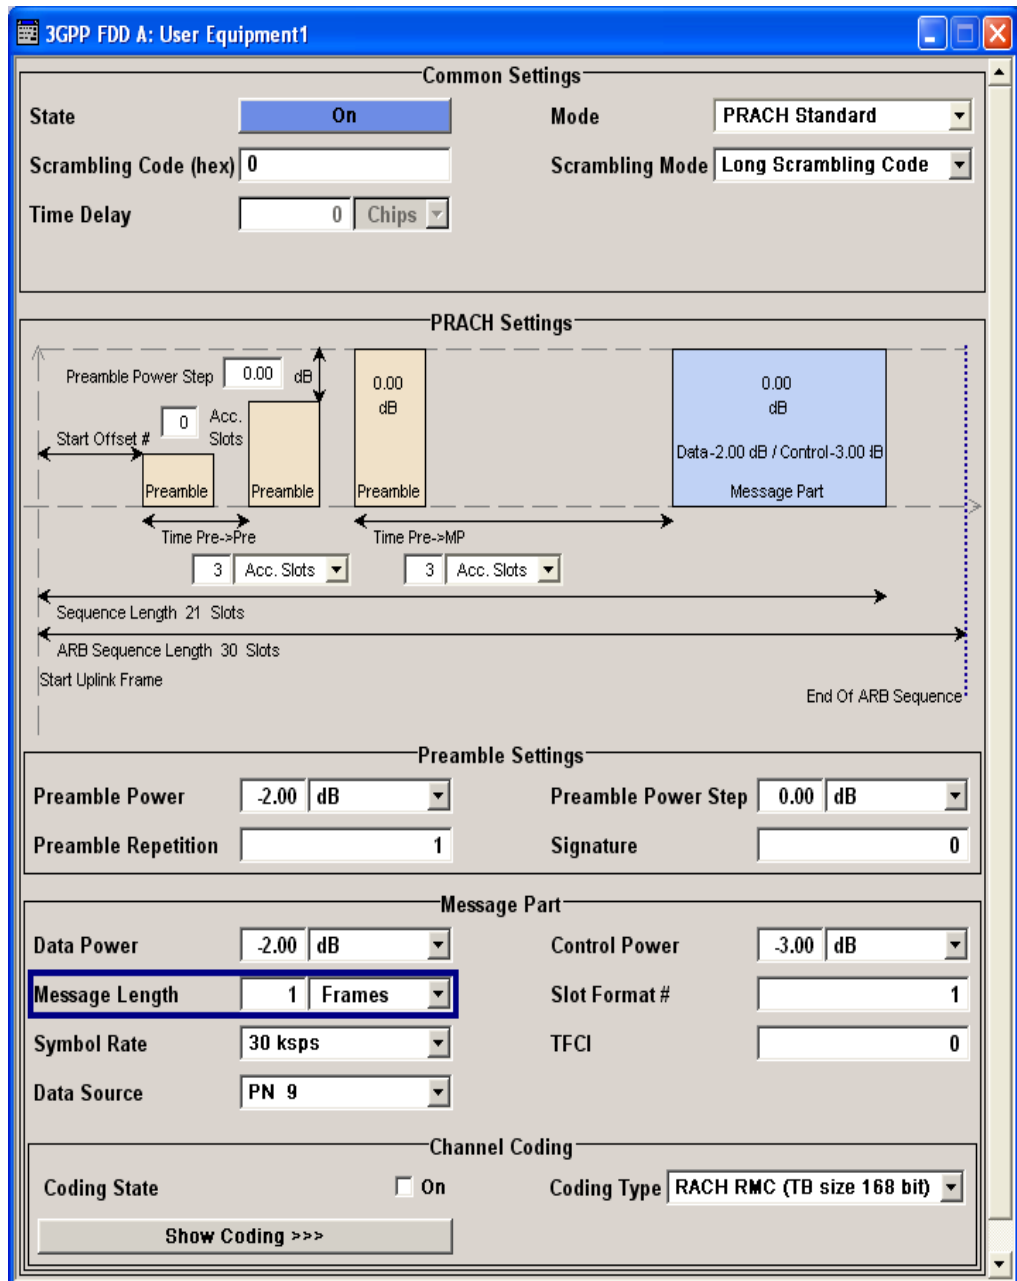 3GPP FDD A: User Equipment1
Common Settings
State On Mode PRACH Standard
Scrambling Code (hex) 0 Scrambling Mode Long Scrambling Code
Time Delay 0 Chips
PRACH Settings
Preamble Power Step 0.00 dB 0.00 dB 0.00 dB
Start Offset # 0 Acc. Slots
Data-2.00 dB / Control-3.00 dB
Preamble Preamble Preamble Message Part
Time Pre->Pre Time Pre->MP
3 Acc. Slots 3 Acc. Slots
Sequence Length 21 Slots
ARB Sequence Length 30 Slots
Start Uplink Frame
End Of ARB Sequence
Preamble Settings
Preamble Power -2.00 dB Preamble Power Step 0.00 dB
Preamble Repetition 1 Signature 0
Message Part
Data Power -2.00 dB Control Power -3.00 dB
Message Length 1 Frames Slot Format # 1
Symbol Rate 30 ksps TFCI 0
Data Source PN 9
Channel Coding
Coding State On Coding Type RACH RMC (TB size 168 bit)
Show Coding >>>